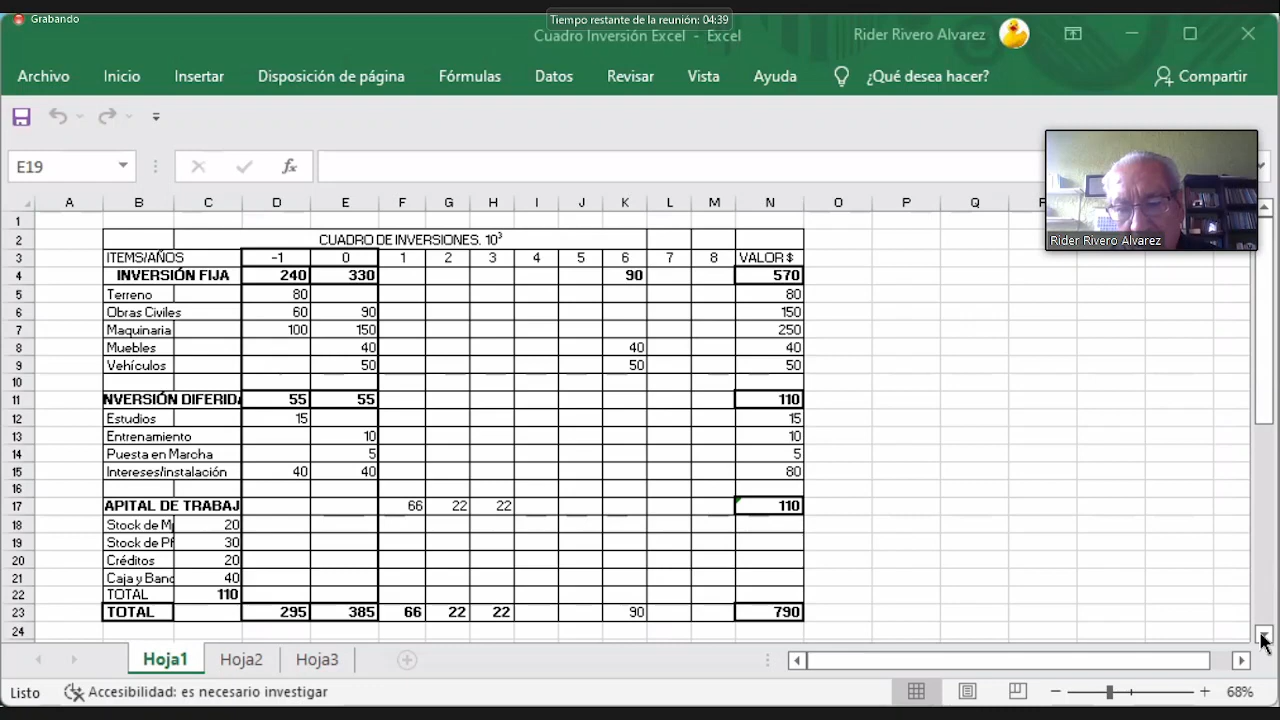 Grabando
Tiempo restante de la reunión: 04:39
Cuadro Inversión Excel - Excel
Rider Rivero Alvarez
Archivo Inicio Insertar Disposición de página Fórmulas Datos Revisar Vista Ayuda ¿Qué desea hacer? Compartir
E19
fx
Rider Rivero Alvarez
A B C D E F G H I J K L M N O P Q
1
2 CUADRO DE INVERSIONES. 10³
3 ITEMS/AÑOS -1 0 1 2 3 4 5 6 7 8 VALOR $
4 INVERSIÓN FIJA 240 330 90 570
5 Terreno 80 80
6 Obras Civiles 60 90 150
7 Maquinaria 100 150 250
8 Muebles 40 40 40
9 Vehículos 50 50 50
10
11 NVERSIÓN DIFERIDA 55 55 110
12 Estudios 15 15
13 Entrenamiento 10 10
14 Puesta en Marcha 5 5
15 Intereses/instalación 40 40 80
16
17 APITAL DE TRABAJ 66 22 22 110
18 Stock de M 20
19 Stock de Pf 30
20 Créditos 20
21 Caja y Banc 40
22 TOTAL 110
23 TOTAL 295 385 66 22 22 90 790
24
Hoja1 Hoja2 Hoja3
Listo Accesibilidad: es necesario investigar 68%